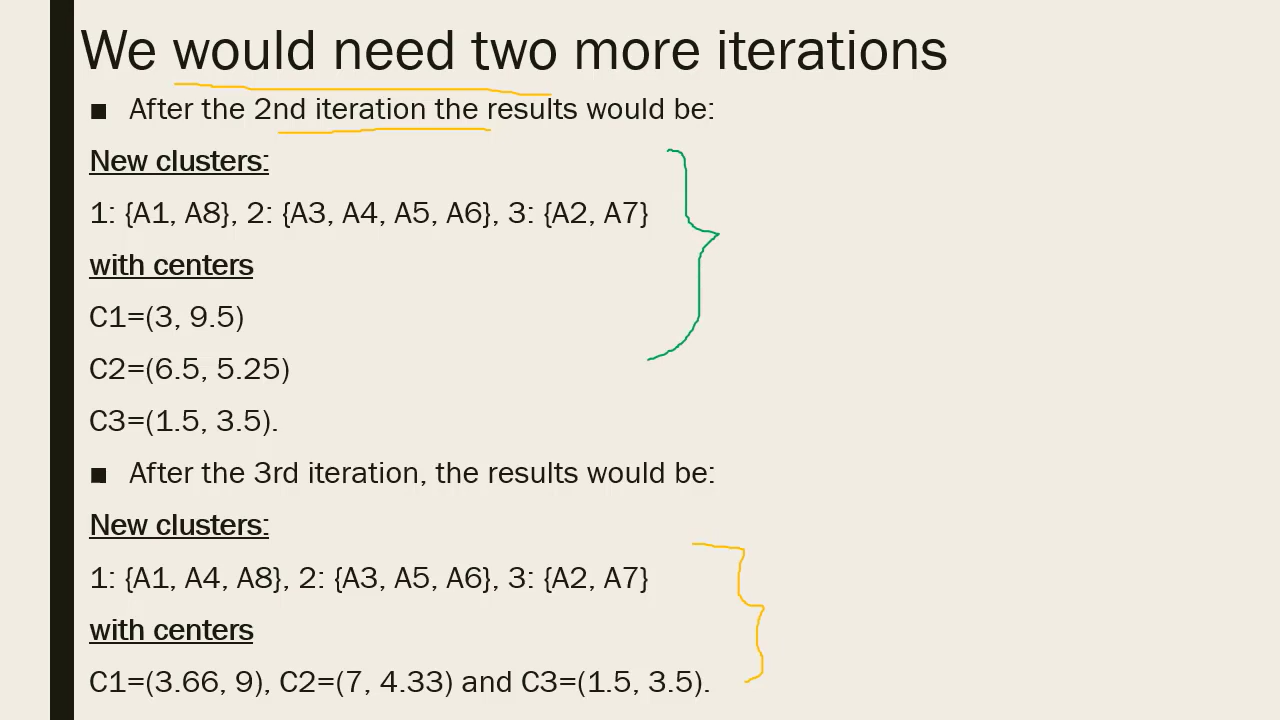 We would need two more iterations
■ After the 2nd iteration the results would be:
New clusters:
1: {A1, A8}, 2: {A3, A4, A5, A6}, 3: {A2, A7}
with centers
C1=(3, 9.5)
C2=(6.5, 5.25)
C3=(1.5, 3.5).
■ After the 3rd iteration, the results would be:
New clusters:
1: {A1, A4, A8}, 2: {A3, A5, A6}, 3: {A2, A7}
with centers
C1=(3.66, 9), C2=(7, 4.33) and C3=(1.5, 3.5).